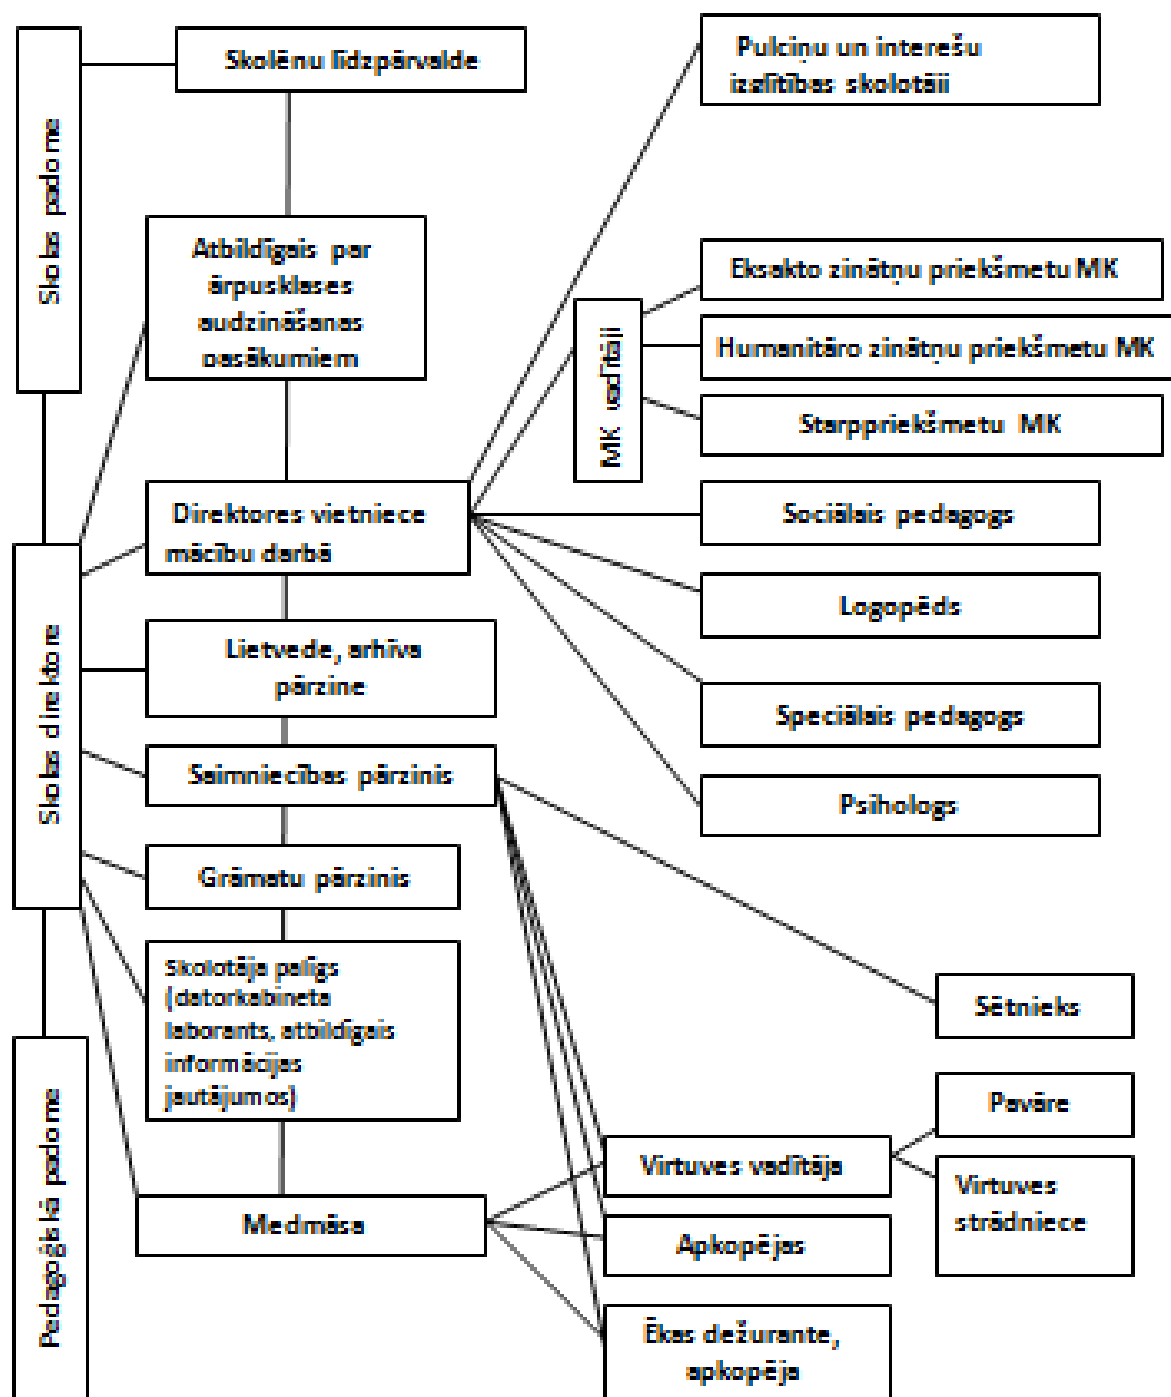 Skolas padome
Skolas direktore
Pedagoģiskā padome
Skolēnu līdzpārvalde
Atbildīgais par
ārpusklases
audzināšanas
pasākumiem
Direktores vietniece
mācību darbā
Lietvede, arhīva
pārzine
Saimniecības pārzinis
Grāmatu pārzinis
Skolotāja palīgs
(datorkabineta
laborants, atbildīgais
informācijas
jautājumos)
Medmāsa
Pulciņu un interešu
izglītības skolotāji
MK vadītāji
Eksakto zinātņu priekšmetu MK
Humanitāro zinātņu priekšmetu MK
Starppriekšmetu MK
Sociālais pedagogs
Logopēds
Speciālais pedagogs
Psihologs
Sētnieks
Virtuves vadītāja
Pavāre
Virtuves
strādniece
Apkopējas
Ēkas dežurante,
apkopēja